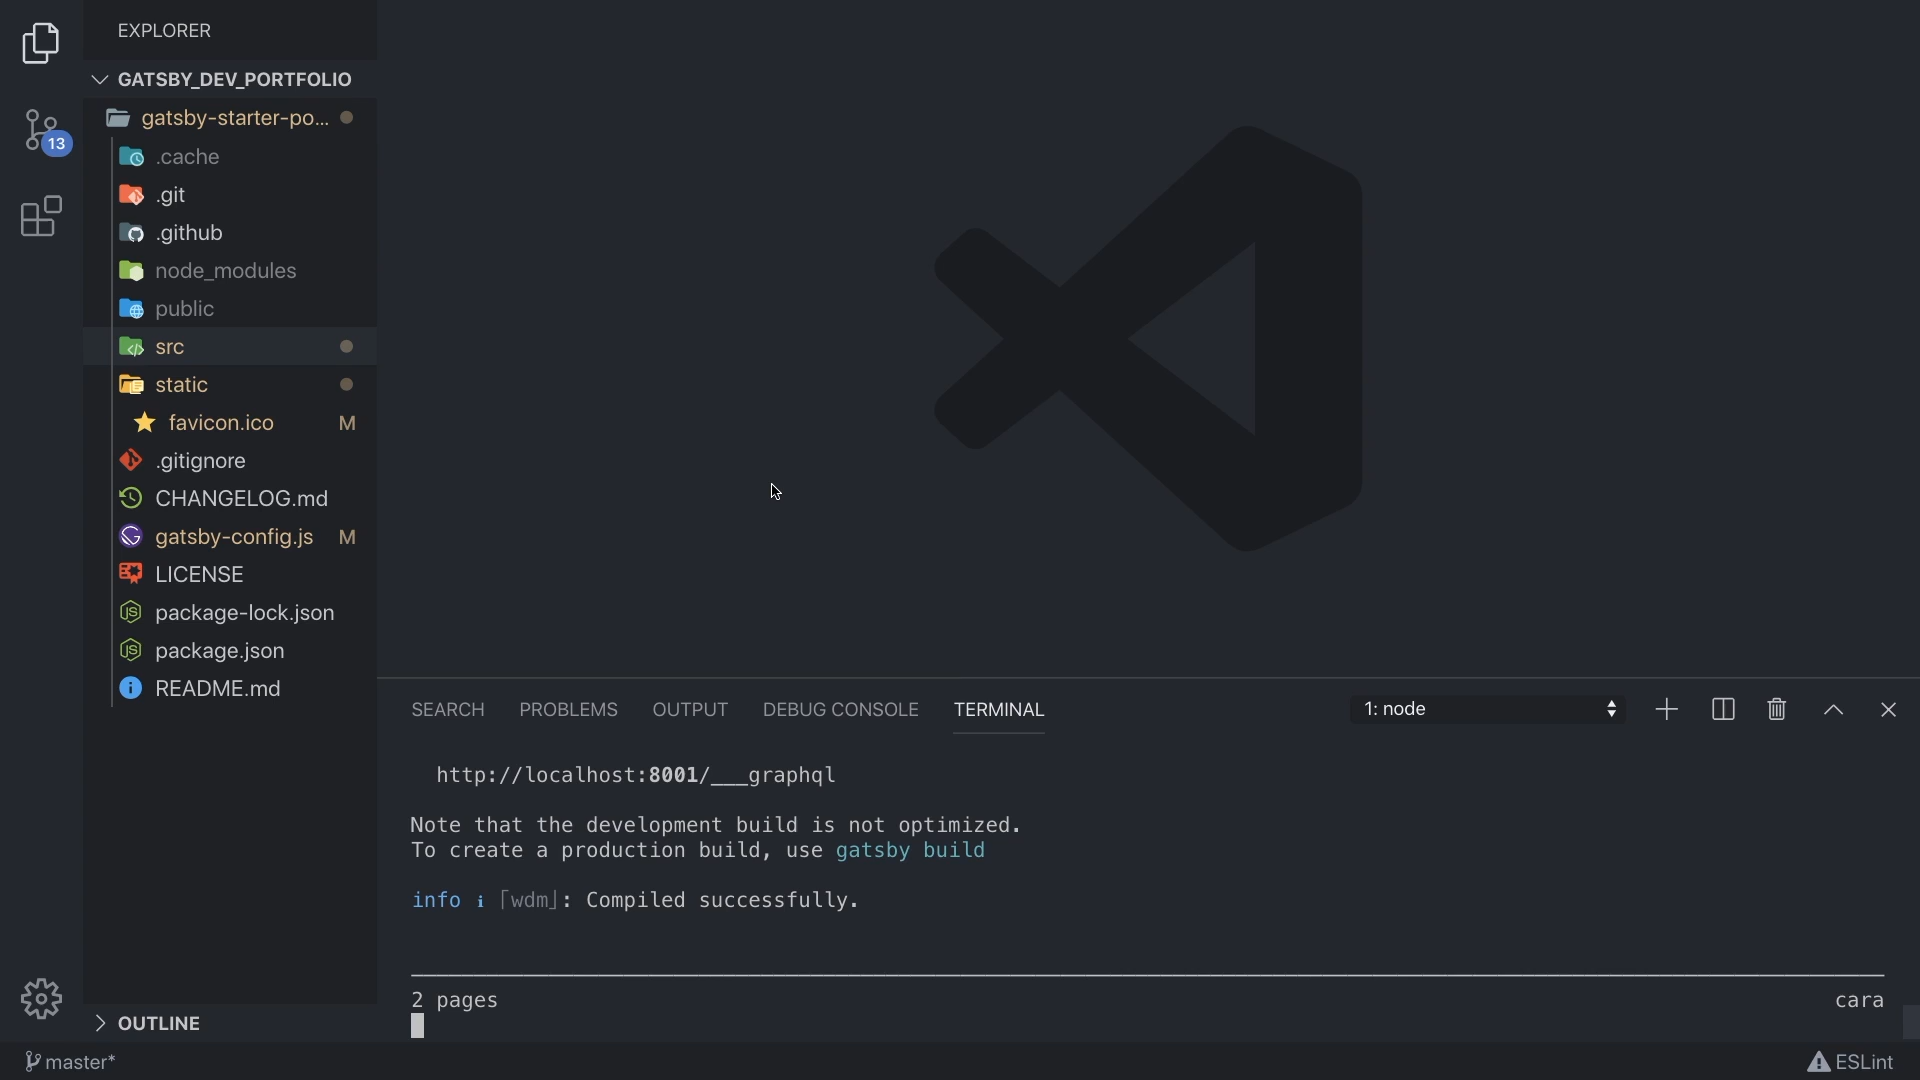 EXPLORER
GATSBY_DEV_PORTFOLIO
gatsby-starter-po...
.cache
.git
13
.github
node_modules
public
src
static
favicon.ico M
.gitignore
CHANGELOG.md
gatsby-config.js M
LICENSE
package-lock.json
package.json
README.md
OUTLINE
SEARCH PROBLEMS OUTPUT DEBUG CONSOLE TERMINAL 1: node
http://localhost:8001/___graphql
Note that the development build is not optimized.
To create a production build, use gatsby build
info ℹ ｢wdm｣: Compiled successfully.
2 pages cara
master* ESLint